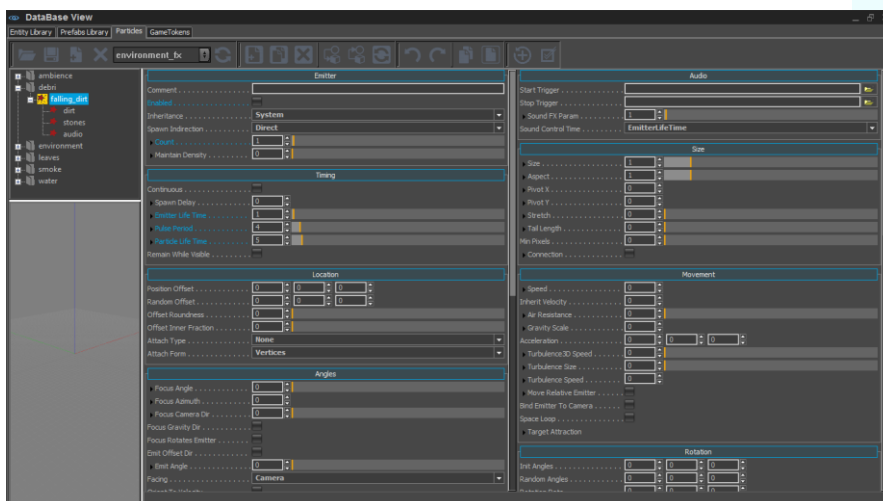 DataBase View
Entity Library Prefabs Library Particles GameTokens
environment_fx
ambience
debri
falling_dirt
dirt
stones
audio
environment
leaves
smoke
water
Emitter
Comment
Enabled
Inheritance System
Spawn Indirection Direct
Count 1
Maintain Density 0
Timing
Continuous
Spawn Delay 0
Emitter Life Time 1
Pulse Period 4
Particle Life Time 5
Remain While Visible
Location
Position Offset 0 0 0
Random Offset 0 0 0
Offset Roundness 0
Offset Inner Fraction 0
Attach Type None
Attach Form Vertices
Angles
Focus Angle 0
Focus Azimuth 0
Focus Camera Dir 0
Focus Gravity Dir
Focus Rotates Emitter
Emit Offset Dir
Emit Angle 0
Facing Camera
Orient To Velocity
Audio
Start Trigger
Stop Trigger
Sound FX Param 1
Sound Control Time EmitterLifeTime
Size
Size 1
Aspect 1
Pivot X 0
Pivot Y 0
Stretch 0
Tail Length 0
Min Pixels 0
Connection
Movement
Speed 0
Inherit Velocity 0
Air Resistance 0
Gravity Scale 0
Acceleration 0 0 0
Turbulence3D Speed 0
Turbulence Size 0
Turbulence Speed 0
Move Relative Emitter
Bind Emitter To Camera
Space Loop
Target Attraction
Rotation
Init Angles 0 0 0
Random Angles 0 0 0
Rotation Rate 0 0 0